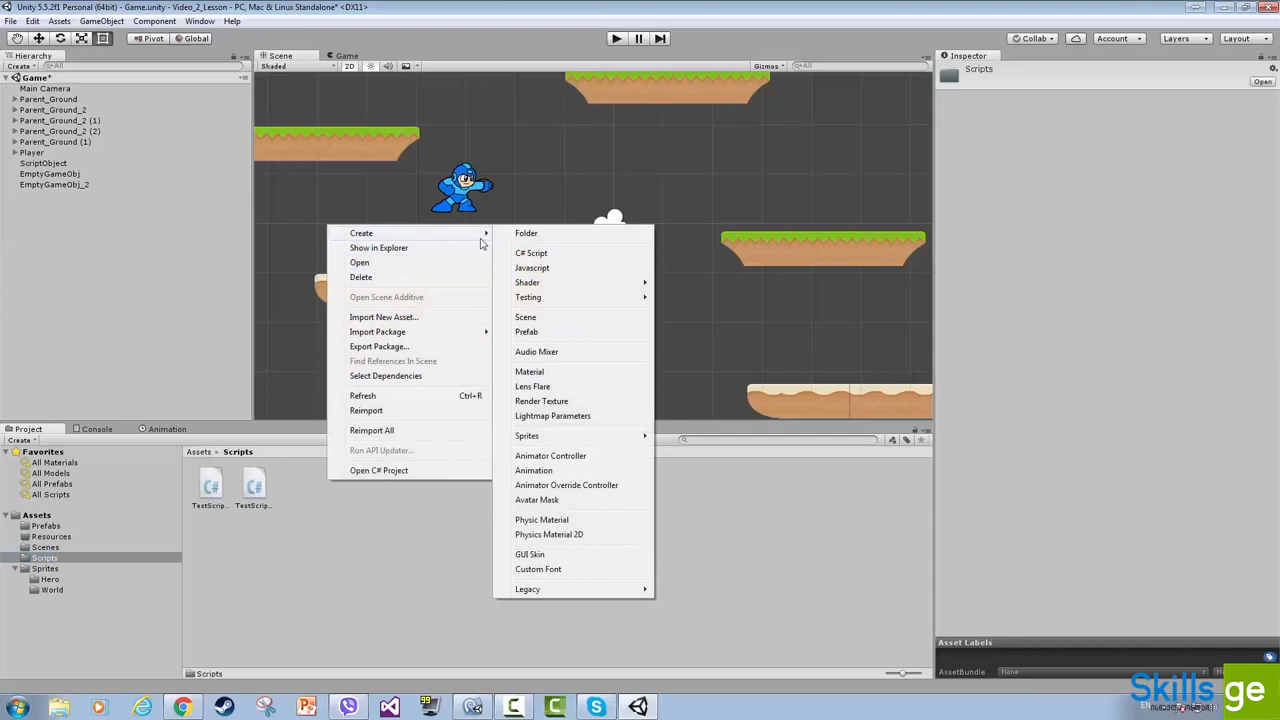 Unity 5.5.2f1 Personal (64bit) - Game.unity - Video_2_Lesson - PC, Mac & Linux Standalone* <DX11>
File Edit Assets GameObject Component Window Help
Pivot Global Collab Account Layers Layout
Hierarchy
Create All
Game*
Main Camera
Parent_Ground
Parent_Ground_2
Parent_Ground_2 (1)
Parent_Ground_2 (2)
Parent_Ground (1)
Player
ScriptObject
EmptyGameObj
EmptyGameObj_2
Scene Game
Shaded 2D Gizmos All
Inspector
Scripts
Open
Create
Show in Explorer
Open
Delete
Open Scene Additive
Import New Asset...
Import Package
Export Package...
Find References In Scene
Select Dependencies
Refresh Ctrl+R
Reimport
Reimport All
Run API Updater...
Open C# Project
Folder
C# Script
Javascript
Shader
Testing
Scene
Prefab
Audio Mixer
Material
Lens Flare
Render Texture
Lightmap Parameters
Sprites
Animator Controller
Animation
Animator Override Controller
Avatar Mask
Physic Material
Physics Material 2D
GUI Skin
Custom Font
Legacy
Project Console Animation
Create
Favorites
All Materials
All Models
All Prefabs
All Scripts
Assets
Prefabs
Resources
Scenes
Scripts
Sprites
Hero
World
Assets Scripts
C# C#
TestScrip... TestScrip...
Scripts
Asset Labels
AssetBundle None
99
Skills ge